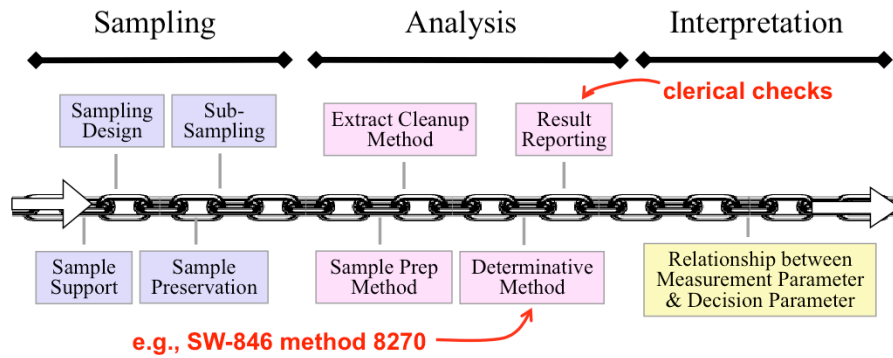 Sampling
Analysis
Interpretation
clerical checks
Sampling
Design
Sub-
Sampling
Extract Cleanup
Method
Result
Reporting
Sample
Support
Sample
Preservation
Sample Prep
Method
Determinative
Method
Relationship between
Measurement Parameter
& Decision Parameter
e.g., SW-846 method 8270